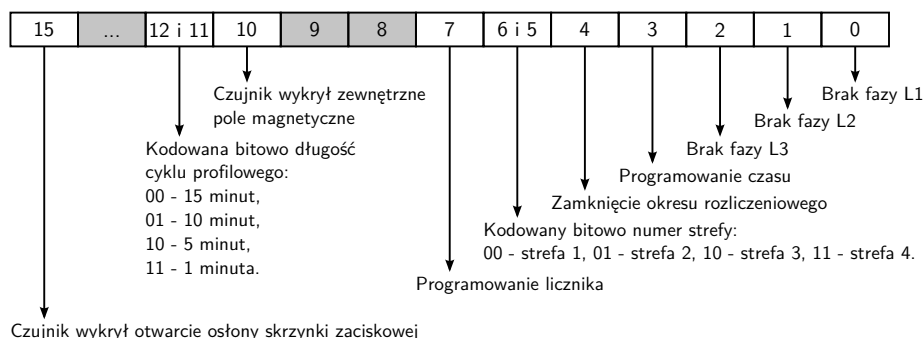 15 ... 12 i 11 10 9 8 7 6 i 5 4 3 2 1 0
Czujnik wykrył zewnętrzne
pole magnetyczne
Brak fazy L1
Brak fazy L2
Kodowana bitowo długość
cyklu profilowego:
00 - 15 minut,
01 - 10 minut,
10 - 5 minut,
11 - 1 minuta.
Brak fazy L3
Programowanie czasu
Zamknięcie okresu rozliczeniowego
Kodowany bitowo numer strefy:
00 - strefa 1, 01 - strefa 2, 10 - strefa 3, 11 - strefa 4.
Programowanie licznika
Czujnik wykrył otwarcie osłony skrzynki zaciskowej